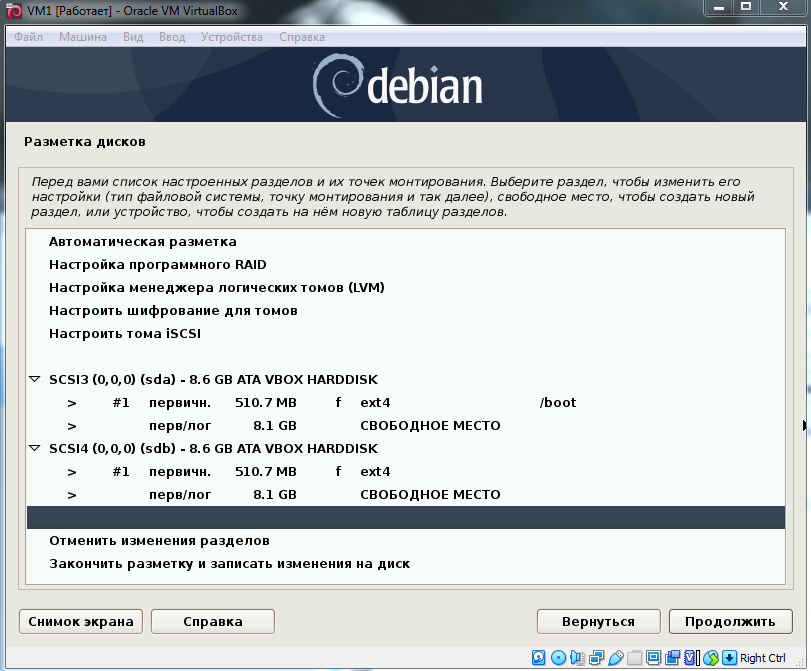 VM1 [Работает] - Oracle VM VirtualBox
Файл Машина Вид Ввод Устройства Справка
debian
Разметка дисков
Перед вами список настроенных разделов и их точек монтирования. Выберите раздел, чтобы изменить его
настройки (тип файловой системы, точку монтирования и так далее), свободное место, чтобы создать новый
раздел, или устройство, чтобы создать на нём новую таблицу разделов.
Автоматическая разметка
Настройка программного RAID
Настройка менеджера логических томов (LVM)
Настроить шифрование для томов
Настроить тома iSCSI
SCSI3 (0,0,0) (sda) - 8.6 GB ATA VBOX HARDDISK
> #1 первичн. 510.7 MB f ext4 /boot
> перв/лог 8.1 GB СВОБОДНОЕ МЕСТО
SCSI4 (0,0,0) (sdb) - 8.6 GB ATA VBOX HARDDISK
> #1 первичн. 510.7 MB f ext4
> перв/лог 8.1 GB СВОБОДНОЕ МЕСТО
Отменить изменения разделов
Закончить разметку и записать изменения на диск
Снимок экрана Справка Вернуться Продолжить
Right Ctrl